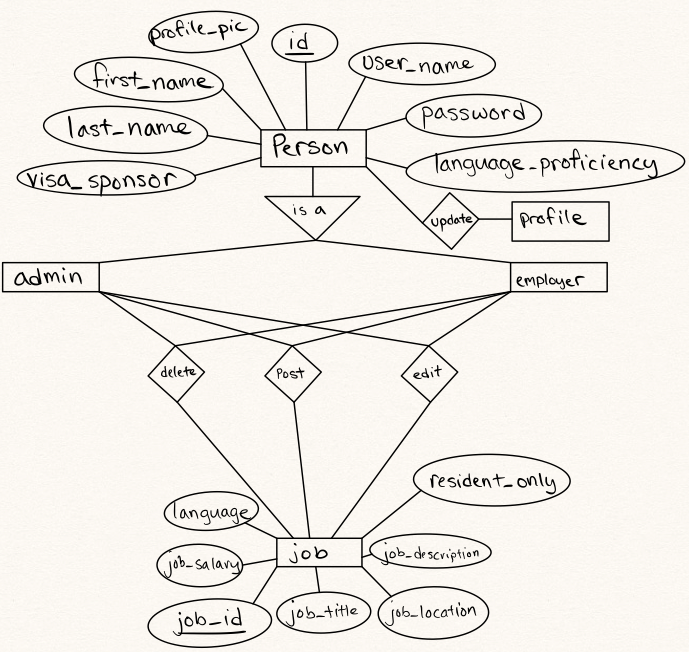 profile_pic
id
user_name
first_name
password
last_name
Person
language_proficiency
visa_sponsor
is a
update
profile
admin
employer
delete
Post
edit
resident_only
language
job
job_description
job_salary
job_id
job_title
job_location